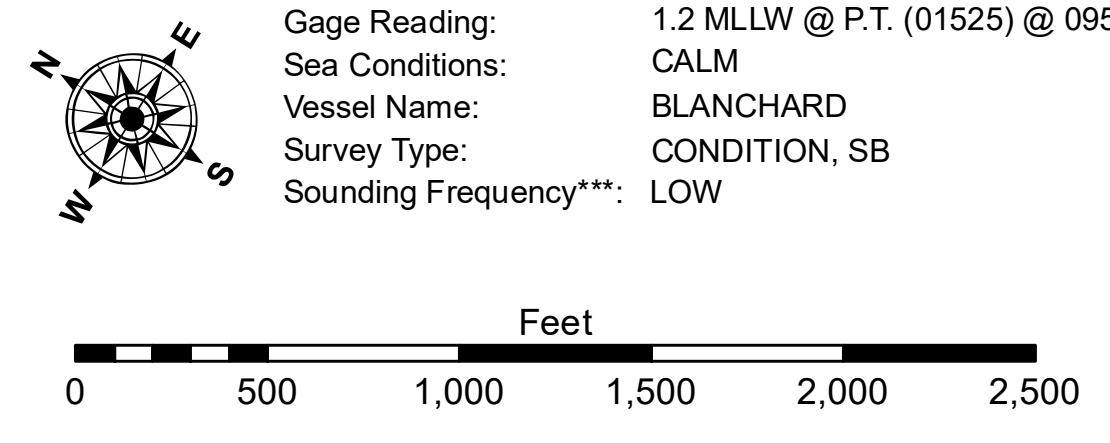 N
E
S
W
Gage Reading: 1.2 MLLW @ P.T. (01525) @ 095
Sea Conditions: CALM
Vessel Name: BLANCHARD
Survey Type: CONDITION, SB
Sounding Frequency***: LOW
Feet
0 500 1,000 1,500 2,000 2,500